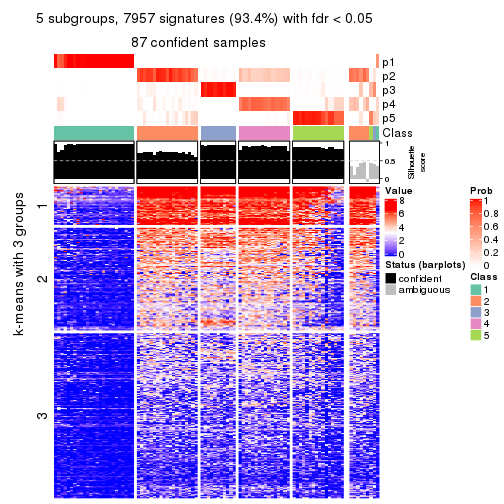 5 subgroups, 7957 signatures (93.4%) with fdr < 0.05
87 confident samples
p1
p2
p3
p4
p5
Class
1
0.5
0
Silhouette
score
k-means with 3 groups
1
2
3
Value
8
6
4
2
0
Status (barplots)
confident
ambiguous
Prob
1
0.8
0.6
0.4
0.2
0
Class
1
2
3
4
5